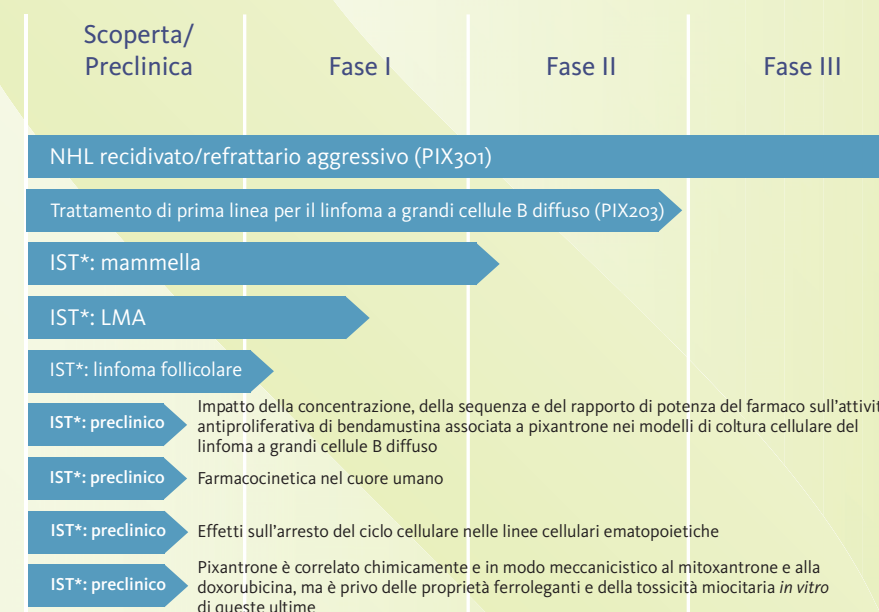 Scoperta/
Preclinica
Fase I
Fase II
Fase III
NHL recidivato/refrattario aggressivo (PIX301)
Trattamento di prima linea per il linfoma a grandi cellule B diffuso (PIX203)
IST*: mammella
IST*: LMA
IST*: linfoma follicolare
IST*: preclinico
Impatto della concentrazione, della sequenza e del rapporto di potenza del farmaco sull'attivit
antiproliferativa di bendamustina associata a pixantrone nei modelli di coltura cellulare del
linfoma a grandi cellule B diffuso
IST*: preclinico
Farmacocinetica nel cuore umano
IST*: preclinico
Effetti sull'arresto del ciclo cellulare nelle linee cellulari ematopoietiche
IST*: preclinico
Pixantrone è correlato chimicamente e in modo meccanicistico al mitoxantrone e alla
doxorubicina, ma è privo delle proprietà ferroleganti e della tossicità miocitaria in vitro
di queste ultime